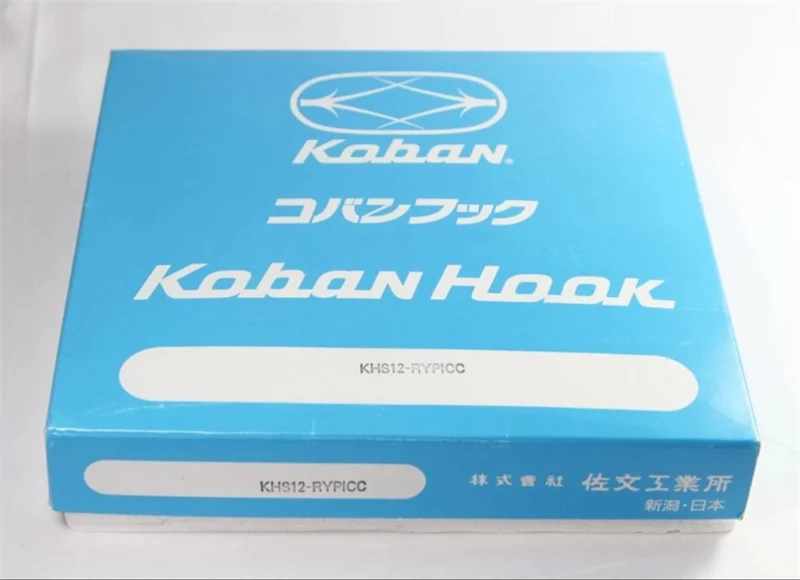 Koban®
コバンフック
Koban Hook
KHS12-RYPICC
KHS12-RYPICC
株式會社 佐文工業所
新潟・日本